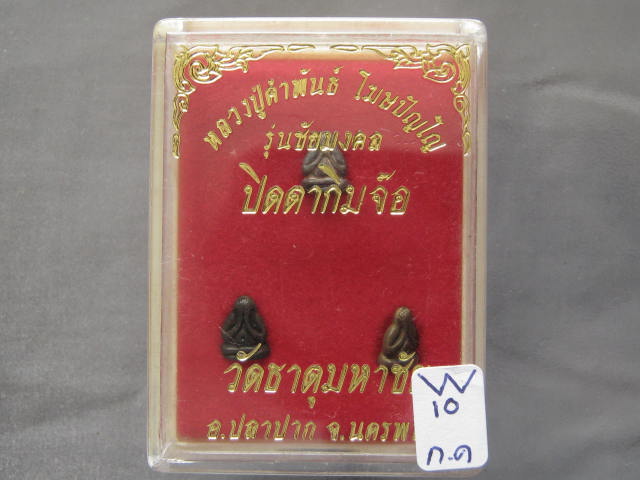 หลวงปู่คำพันธ์ โฆษปัญโญ
รุ่นชัยมงคล
ปิดตากิมจ๊อ
วัดธาตุมหาชัย
อ.ปลาปาก จ.นครพ
W
10
ก.ค